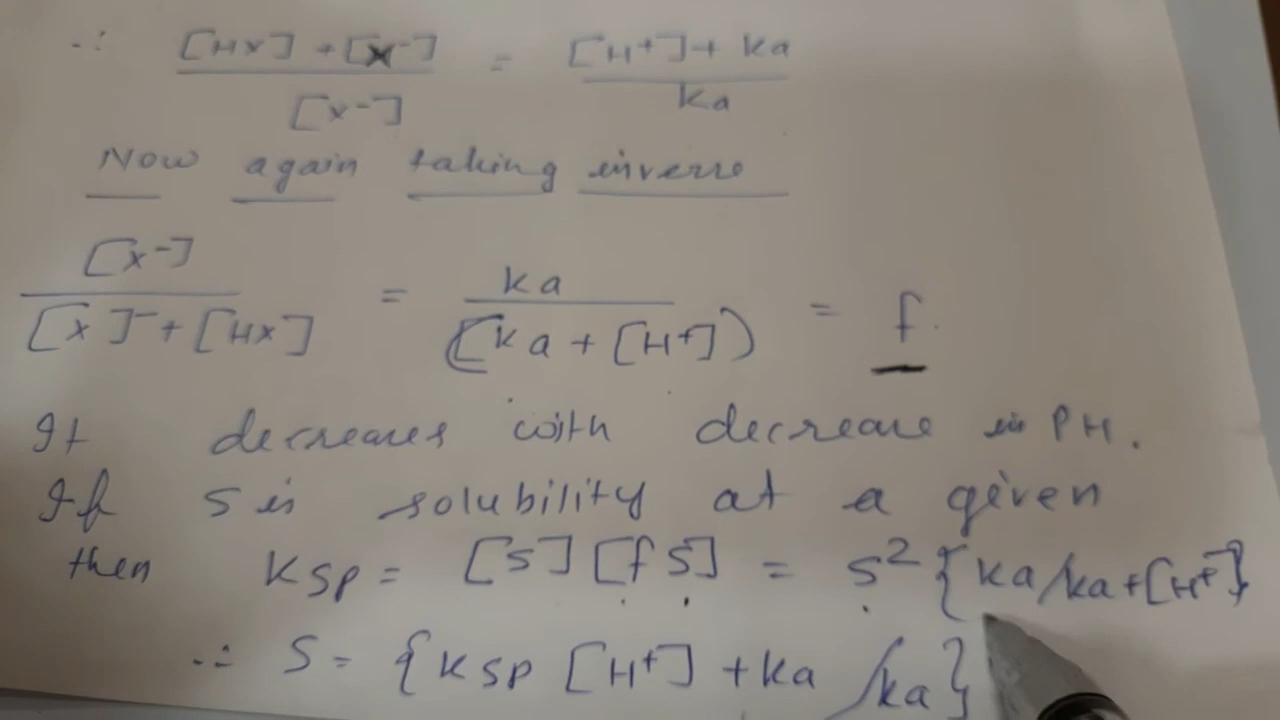 ∴ [HX] + [X⁻] / [X⁻] = [H⁺] + ka / ka
Now again taking inverse
[X⁻] / [X]⁻ + [HX] = ka / (ka + [H⁺]) = f.
It decreases with decrease in PH.
If S is solubility at a given
then KSP = [S] [f S] = S² {ka/ka+[H⁺]}
∴ S = {KSP [H⁺] + ka /ka}